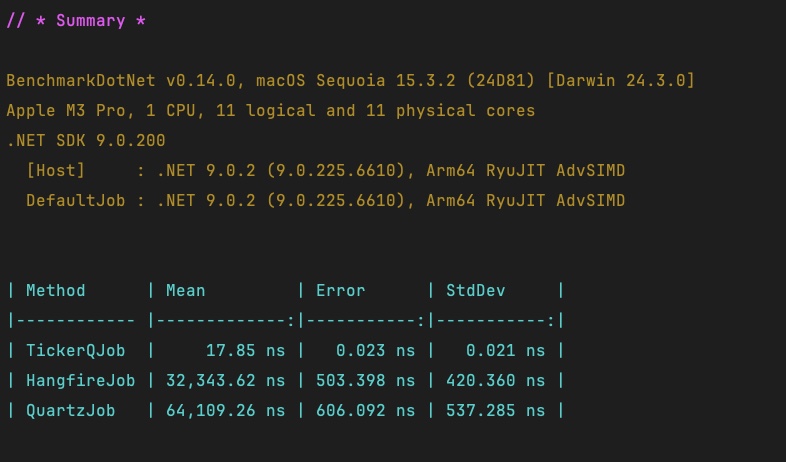 // * Summary *
BenchmarkDotNet v0.14.0, macOS Sequoia 15.3.2 (24D81) [Darwin 24.3.0]
Apple M3 Pro, 1 CPU, 11 logical and 11 physical cores
.NET SDK 9.0.200
  [Host]     : .NET 9.0.2 (9.0.225.6610), Arm64 RyuJIT AdvSIMD
  DefaultJob : .NET 9.0.2 (9.0.225.6610), Arm64 RyuJIT AdvSIMD
| Method      | Mean         | Error      | StdDev     |
|------------ |-------------:|-----------:|-----------:|
| TickerQJob  |     17.85 ns |   0.023 ns |   0.021 ns |
| HangfireJob | 32,343.62 ns | 503.398 ns | 420.360 ns |
| QuartzJob   | 64,109.26 ns | 606.092 ns | 537.285 ns |